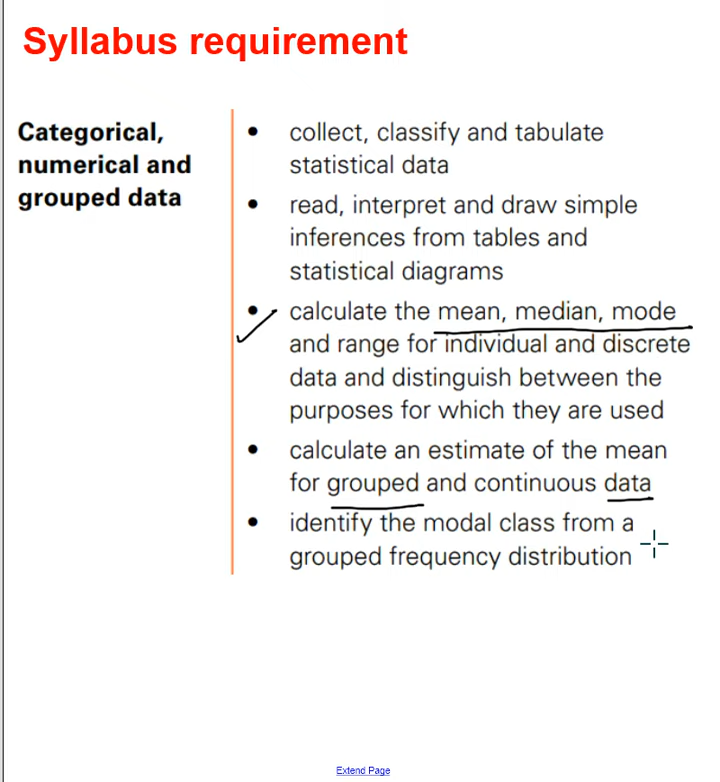 Syllabus requirement
Categorical,
numerical and
grouped data
• collect, classify and tabulate
statistical data
• read, interpret and draw simple
inferences from tables and
statistical diagrams
• calculate the mean, median, mode
and range for individual and discrete
data and distinguish between the
purposes for which they are used
• calculate an estimate of the mean
for grouped and continuous data
• identify the modal class from a
grouped frequency distribution
Extend Page